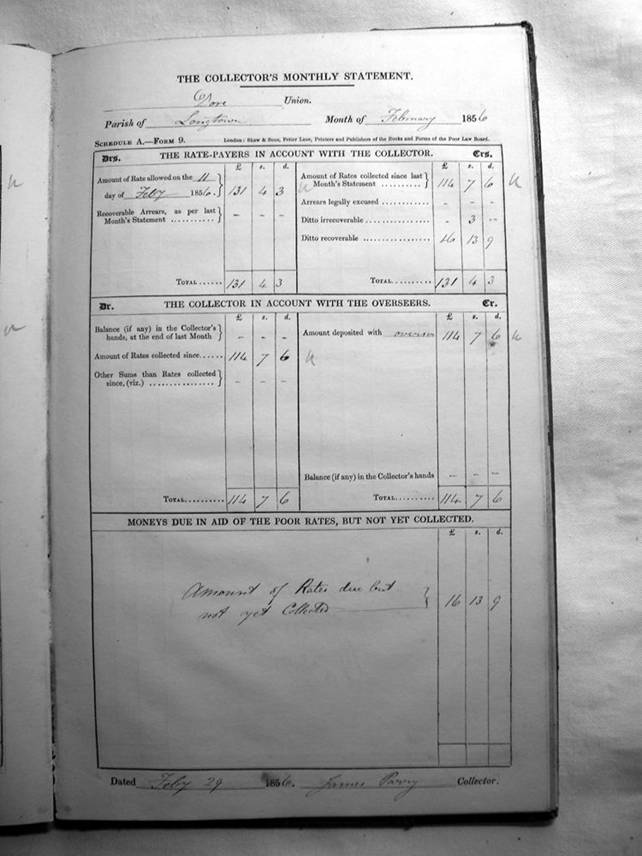 THE COLLECTOR'S MONTHLY STATEMENT.
Dore Union.
Parish of Longtown Month of February 1856
SCHEDULE A.—FORM 9. London: Shaw & Sons, Fetter Lane, Printers and Publishers of the Books and Forms of the Poor Law Board.
Drs. THE RATE-PAYERS IN ACCOUNT WITH THE COLLECTOR. Crs.
£ s. d. £ s. d.
Amount of Rate allowed on the 11
day of Feby 1856. 131 4 3
Recoverable Arrears, as per last
Month's Statement ........... - - -
Amount of Rates collected since last
Month's Statement .......... 114 7 6
Arrears legally excused ............. - - -
Ditto irrecoverable .................. - 3 -
Ditto recoverable .................... 16 13 9
TOTAL ...... 131 4 3 TOTAL .......... 131 4 3
Dr. THE COLLECTOR IN ACCOUNT WITH THE OVERSEERS. Cr.
£ s. d. £ s. d.
Balance (if any) in the Collector's
hands, at the end of last Month - - -
Amount of Rates collected since...... 114 7 6
Other Sums than Rates collected
since, (viz.) .................. - - -
Amount deposited with overseer 114 7 6
Balance (if any) in the Collector's hands - - -
TOTAL.......... 114 7 6 TOTAL.......... 114 7 6
MONEYS DUE IN AID OF THE POOR RATES, BUT NOT YET COLLECTED.
£ s. d.
Amount of Rates due but
not yet Collected 16 13 9
Dated Feby 29 1856. James Parry Collector.